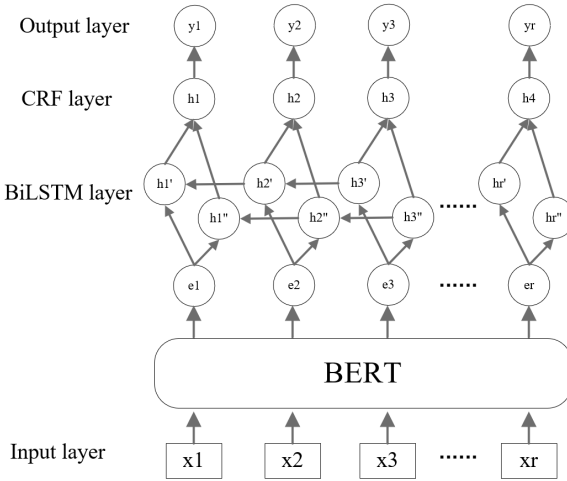 Output layer y1 y2 y3 yr
CRF layer h1 h2 h3 h4
h1' h2' h3' hr'
BiLSTM layer
h1" h2" h3" ...... hr"
e1 e2 e3 ...... er
BERT
Input layer x1 x2 x3 ...... xr